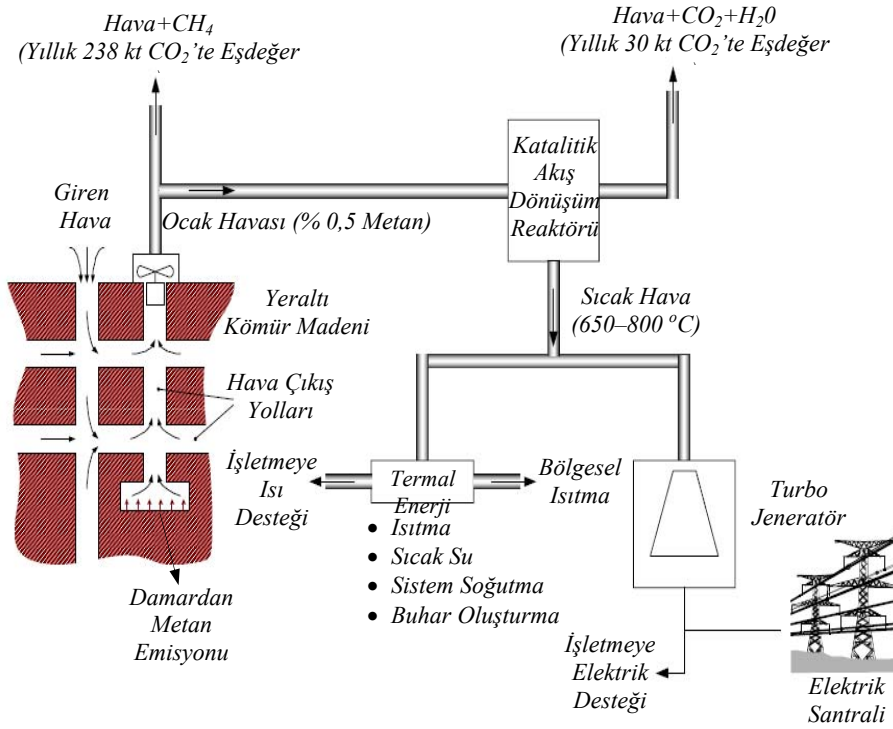 Hava+CH4
(Yıllık 238 kt CO2'te Eşdeğer
Hava+CO2+H20
(Yıllık 30 kt CO2'te Eşdeğer
Katalitik
Akış
Dönüşüm
Reaktörü
Giren
Hava
Ocak Havası (% 0,5 Metan)
Sıcak Hava
(650–800 °C)
Yeraltı
Kömür Madeni
Hava Çıkış
Yolları
İşletmeye
Isı
Desteği
Termal
Enerji
Bölgesel
Isıtma
• Isıtma
• Sıcak Su
• Sistem Soğutma
• Buhar Oluşturma
Turbo
Jeneratör
Damardan
Metan
Emisyonu
İşletmeye
Elektrik
Desteği
Elektrik
Santrali